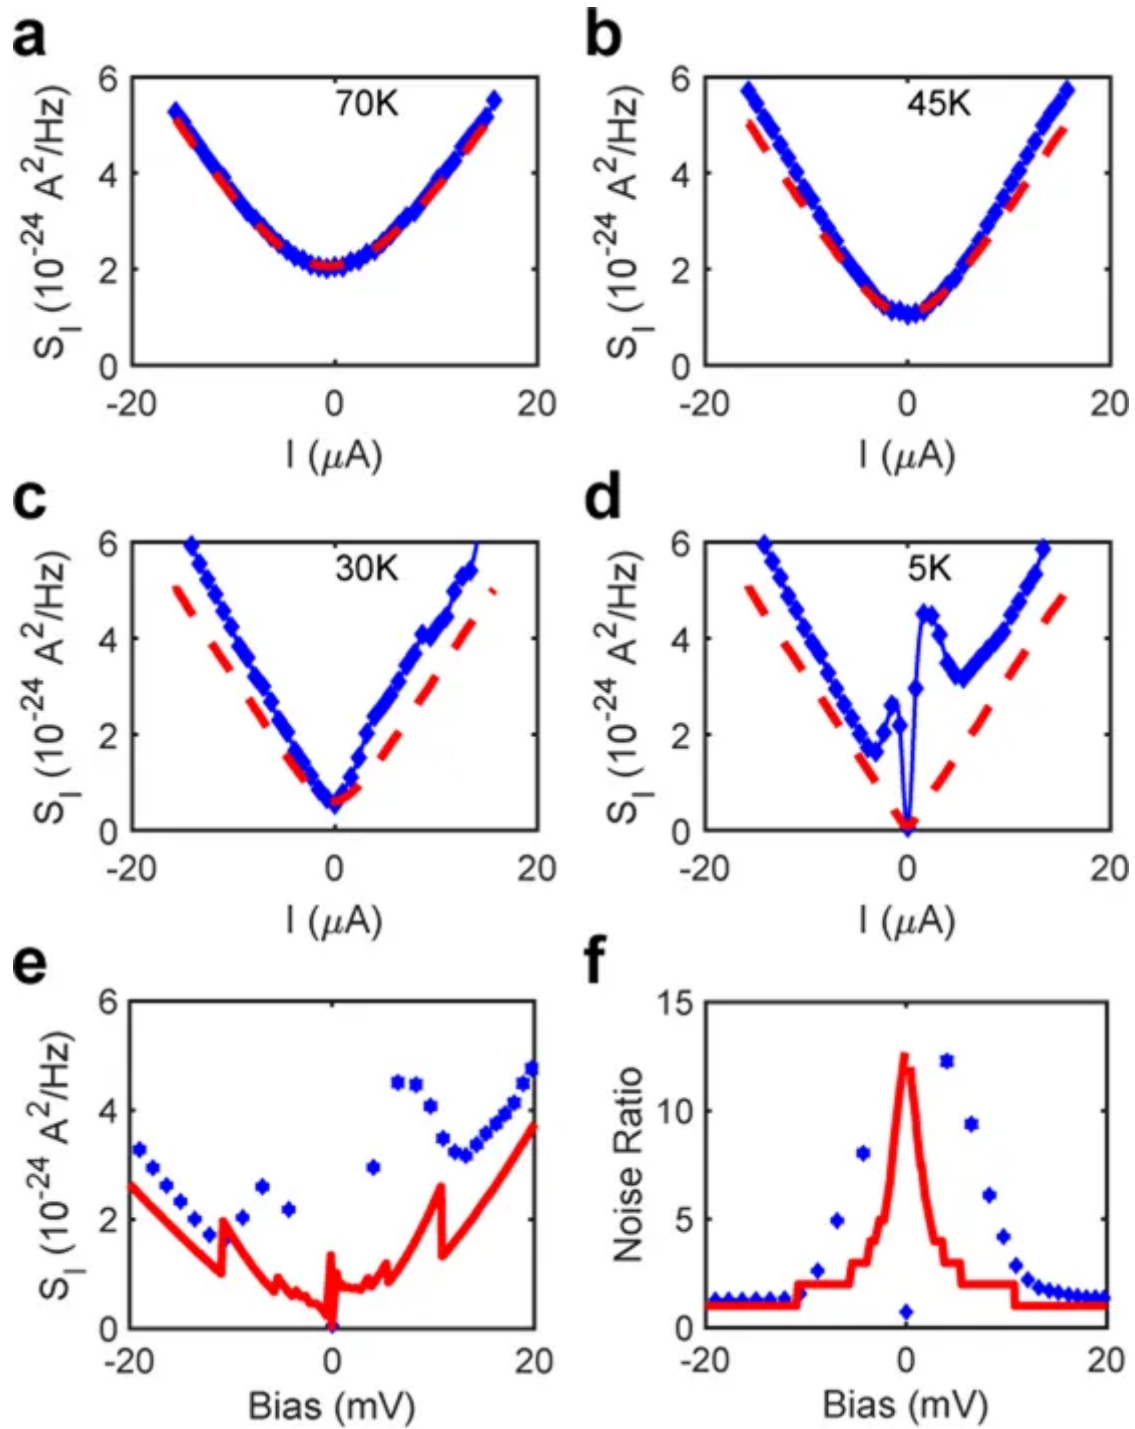 a
70K
S_I (10^-24 A^2/Hz)
6
4
2
0
-20 0 20
I (μA)
b
45K
S_I (10^-24 A^2/Hz)
6
4
2
0
-20 0 20
I (μA)
c
30K
S_I (10^-24 A^2/Hz)
6
4
2
0
-20 0 20
I (μA)
d
5K
S_I (10^-24 A^2/Hz)
6
4
2
0
-20 0 20
I (μA)
e
S_I (10^-24 A^2/Hz)
6
4
2
0
-20 0 20
Bias (mV)
f
Noise Ratio
15
10
5
0
-20 0 20
Bias (mV)